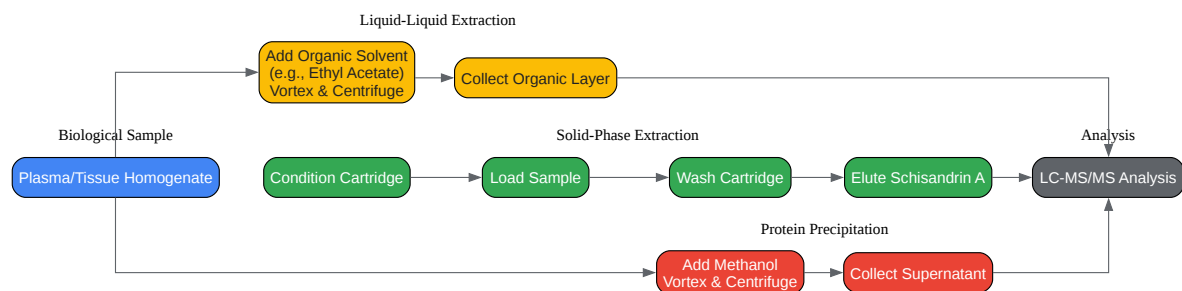 Liquid-Liquid Extraction
Add Organic Solvent
(e.g., Ethyl Acetate)
Vortex & Centrifuge
Collect Organic Layer
Biological Sample
Solid-Phase Extraction
Analysis
Plasma/Tissue Homogenate
Condition Cartridge
Load Sample
Wash Cartridge
Elute Schisandrin A
LC-MS/MS Analysis
Protein Precipitation
Add Methanol
Vortex & Centrifuge
Collect Supernatant